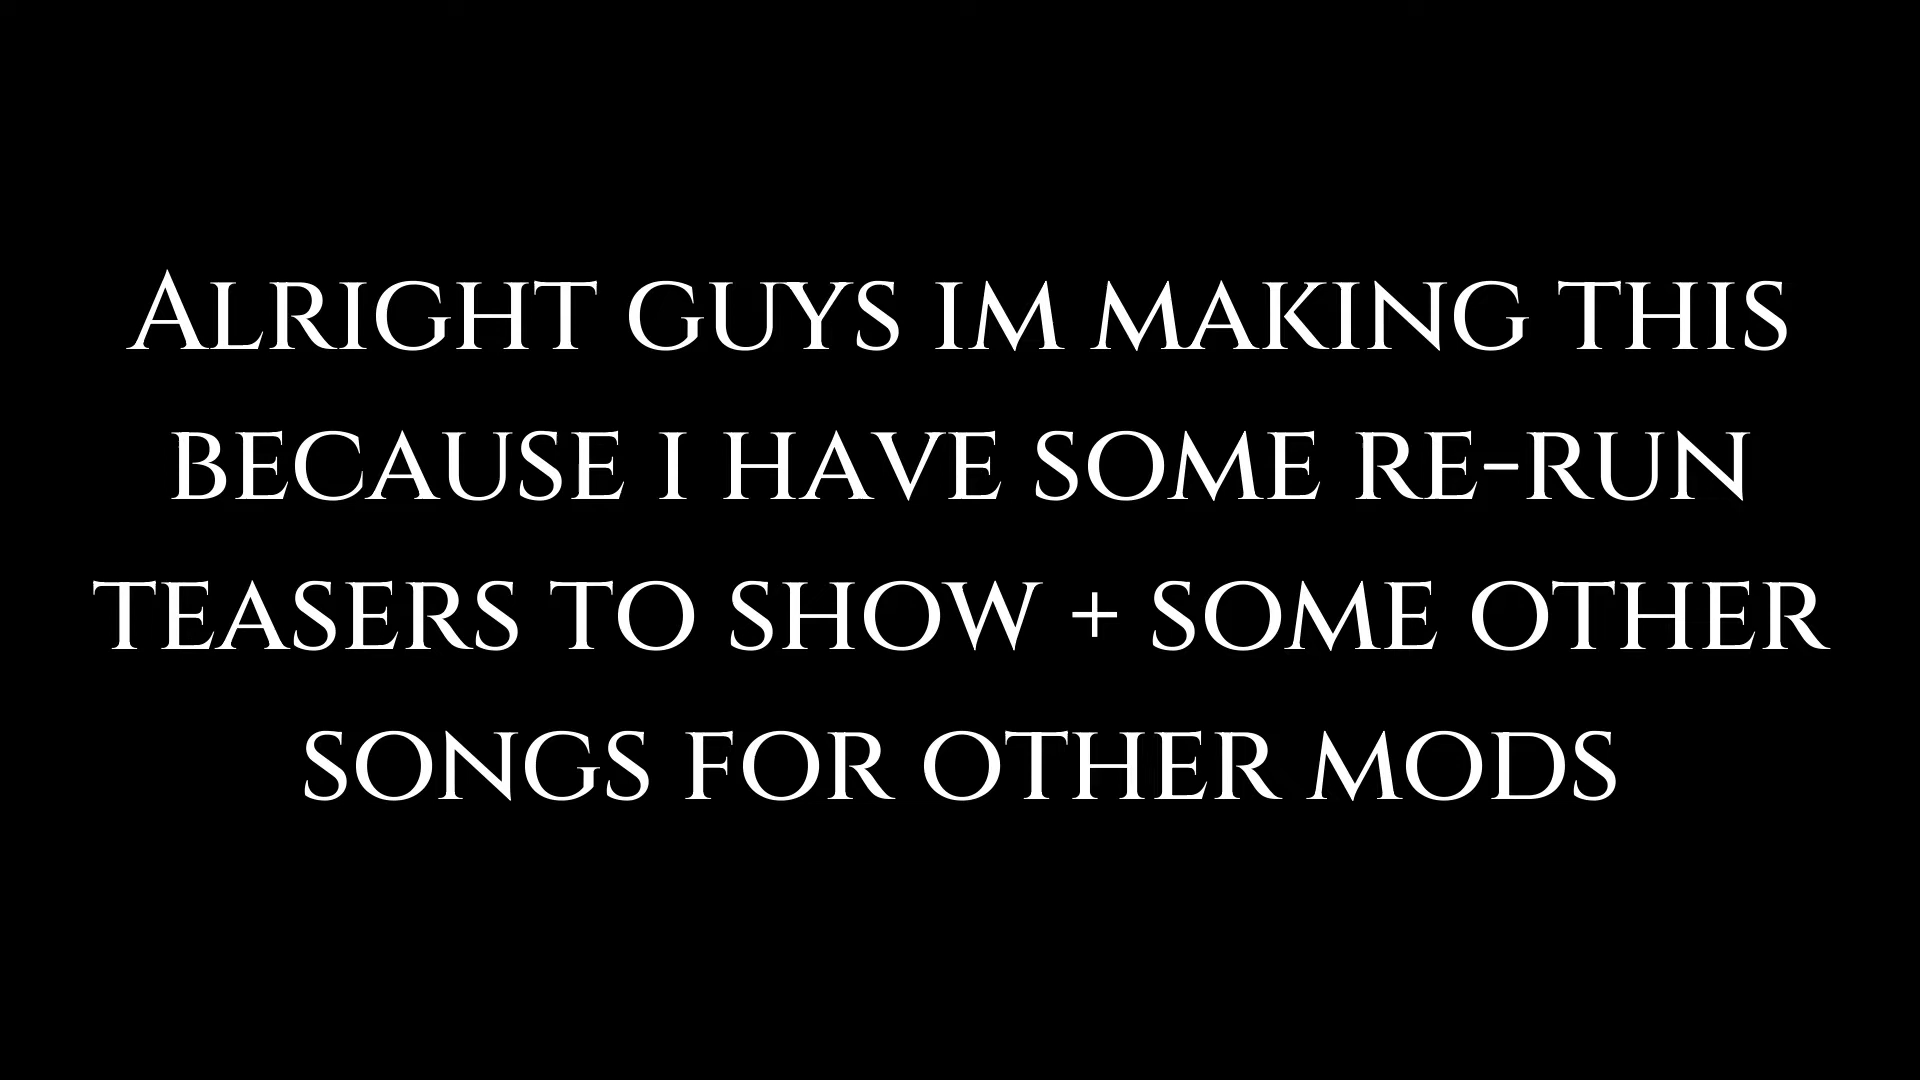 Alright guys im making this
because i have some re-run
teasers to show + some other
songs for other mods